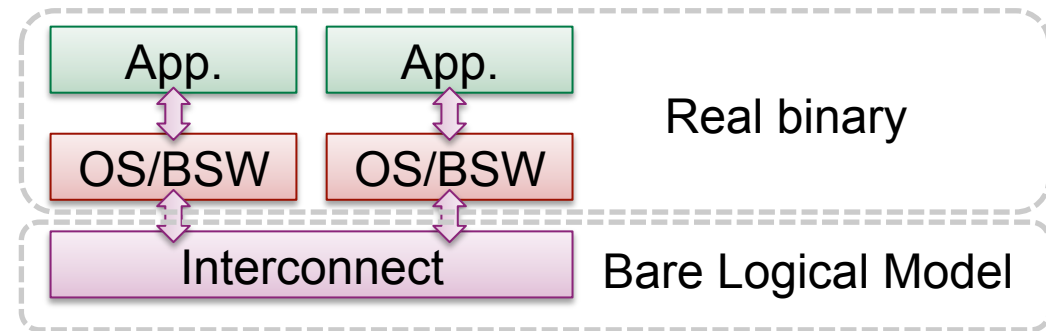 App.
App.
Real binary
OS/BSW
OS/BSW
Interconnect
Bare Logical Model